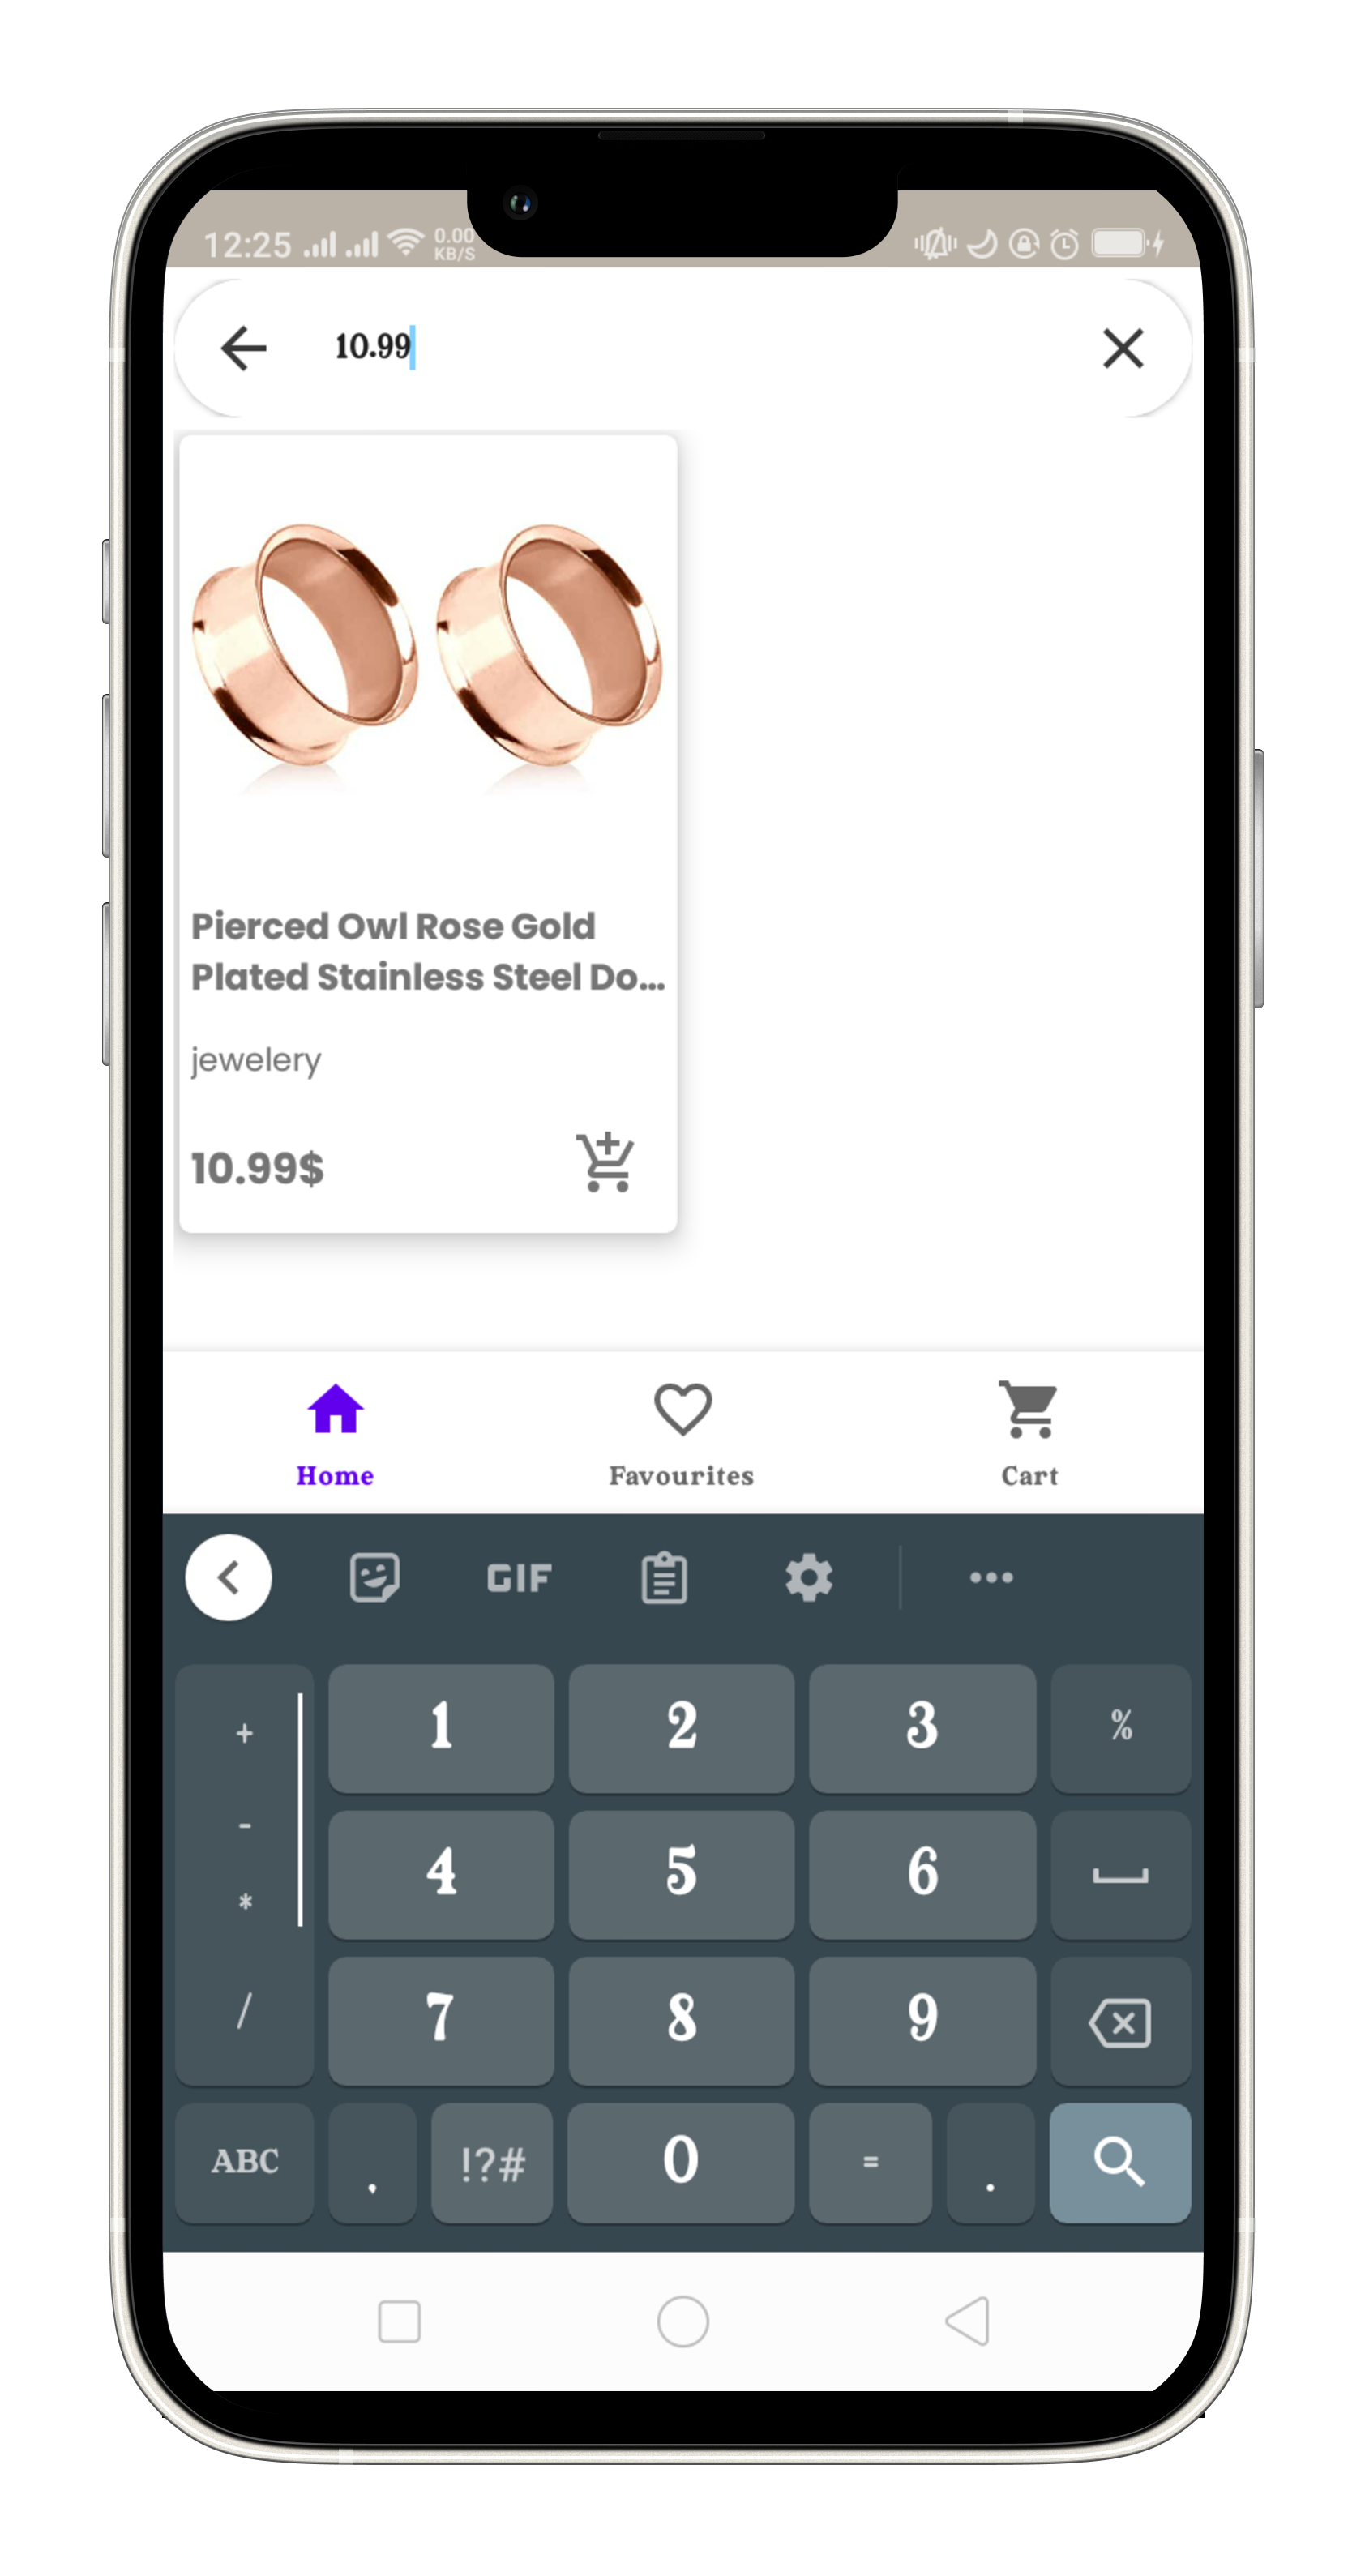 12:25
0.00
KB/S
10.99
Pierced Owl Rose Gold
Plated Stainless Steel Do...
jewelery
10.99$
Home Favourites Cart
GIF
+ 1 2 3 %
-
4 5 6
*
/ 7 8 9
ABC , !?# 0 = .